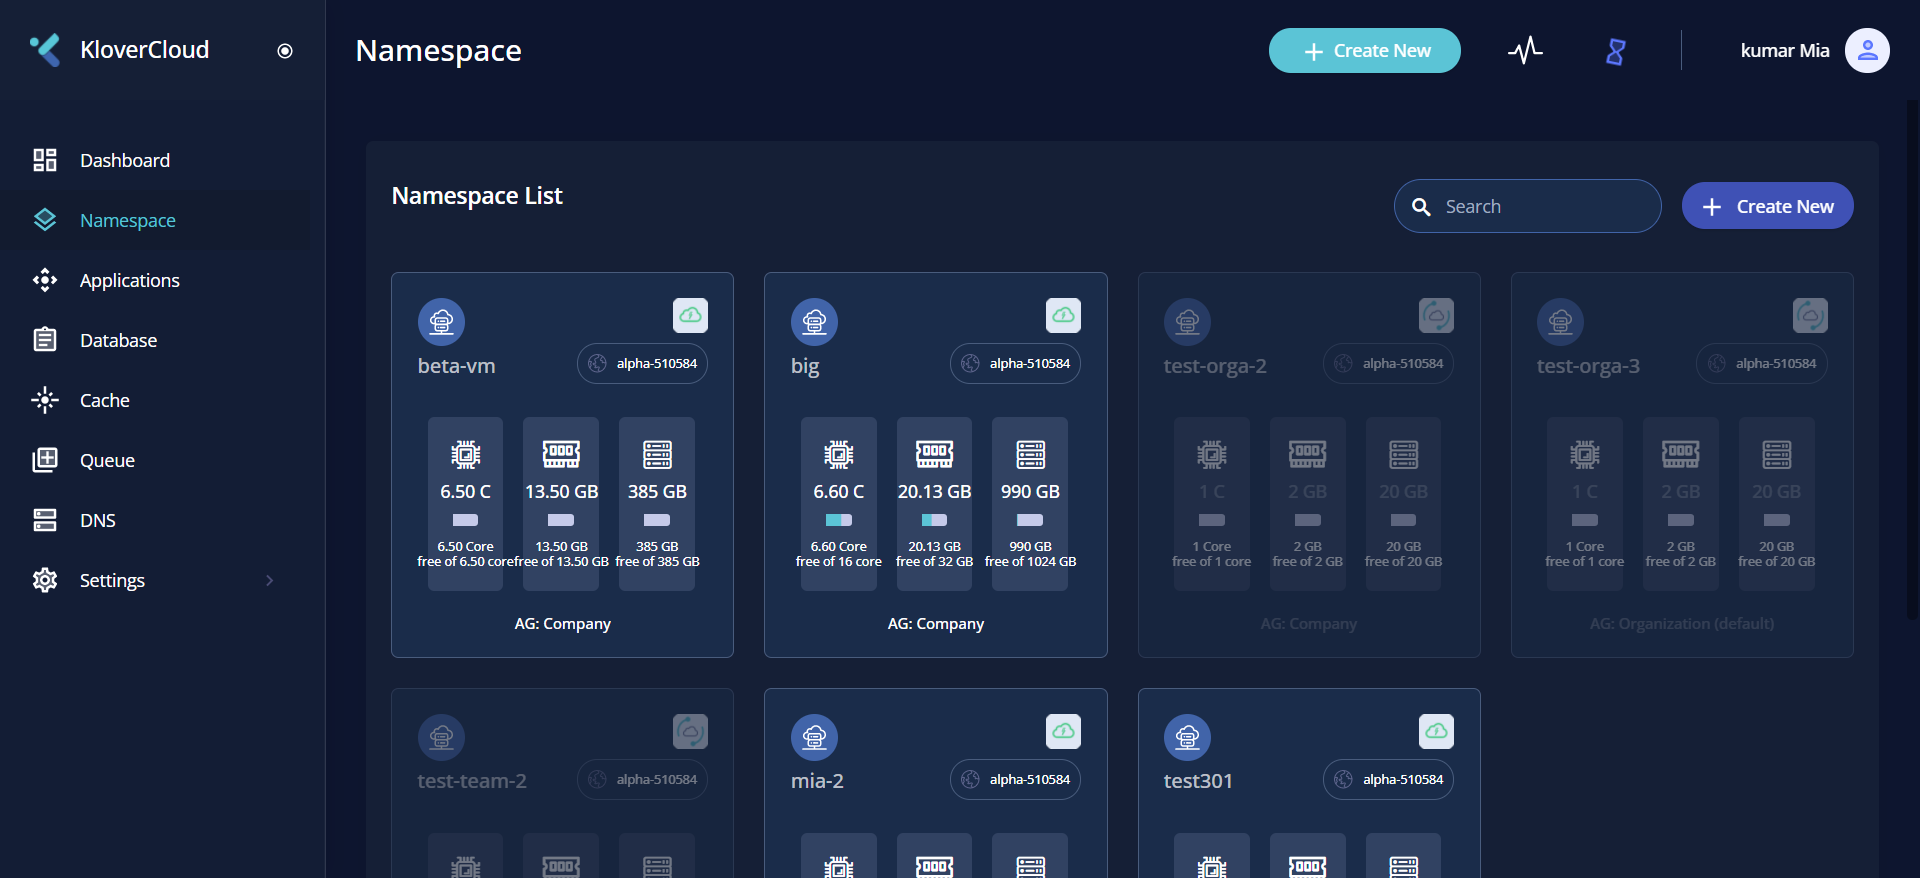 KloverCloud
Namespace
Create New
kumar Mia
Dashboard
Namespace
Applications
Database
Cache
Queue
DNS
Settings
Namespace List
Search
Create New
beta-vm
alpha-510584
6.50 C
13.50 GB
385 GB
6.50 Core
free of 6.50 core
13.50 GB
free of 13.50 GB
385 GB
free of 385 GB
AG: Company
big
alpha-510584
6.60 C
20.13 GB
990 GB
6.60 Core
free of 16 core
20.13 GB
free of 32 GB
990 GB
free of 1024 GB
AG: Company
test-orga-2
alpha-510584
1 C
2 GB
20 GB
1 Core
free of 1 core
2 GB
free of 2 GB
20 GB
free of 20 GB
AG: Company
test-orga-3
alpha-510584
1 C
2 GB
20 GB
1 Core
free of 1 core
2 GB
free of 2 GB
20 GB
free of 20 GB
AG: Organization (default)
test-team-2
alpha-510584
mia-2
alpha-510584
test301
alpha-510584